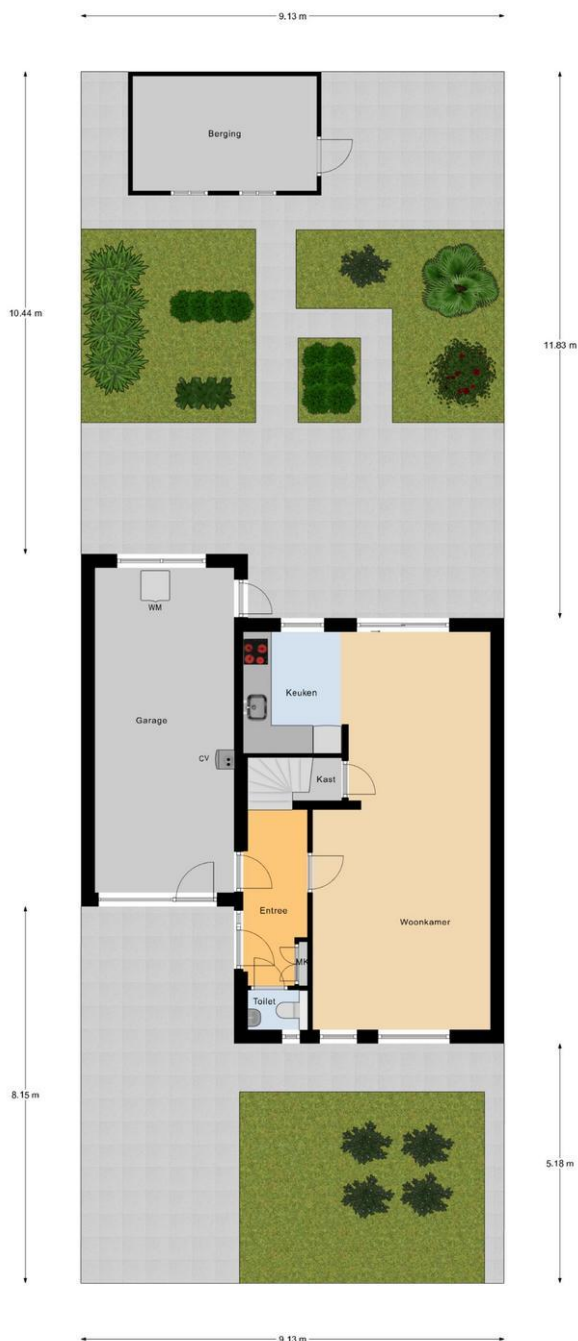 9.13 m
Berging
10.44 m
11.83 m
WM
Keuken
Garage
CV
Kast
Entree
Woonkamer
MK
Toilet
8.15 m
5.18 m
9.13 m